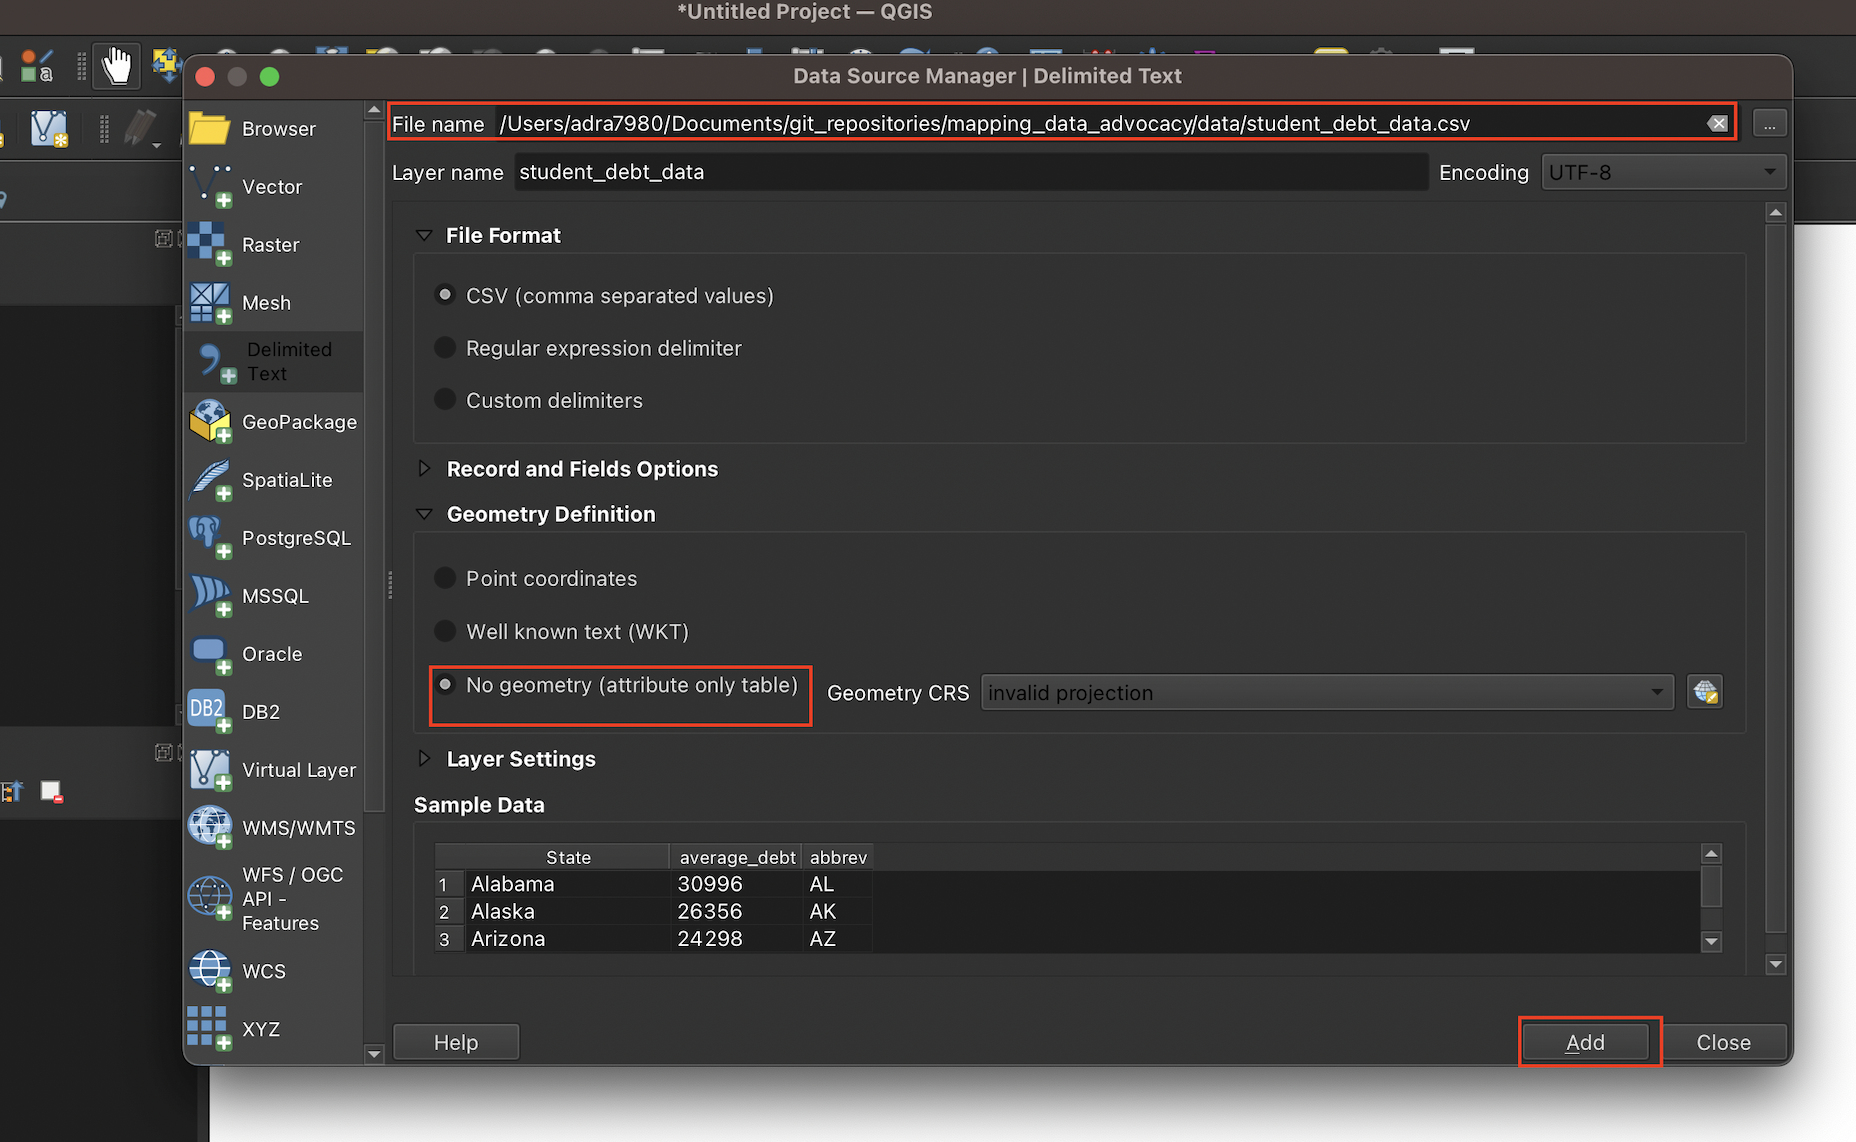 *Untitled Project — QGIS
Data Source Manager | Delimited Text
Browser
Vector
Raster
Mesh
Delimited
Text
GeoPackage
SpatiaLite
PostgreSQL
MSSQL
Oracle
DB2
DB2
Virtual Layer
WMS/WMTS
WFS / OGC
API -
Features
WCS
XYZ
File name /Users/adra7980/Documents/git_repositories/mapping_data_advocacy/data/student_debt_data.csv ...
Layer name student_debt_data Encoding UTF-8
File Format
CSV (comma separated values)
Regular expression delimiter
Custom delimiters
Record and Fields Options
Geometry Definition
Point coordinates
Well known text (WKT)
No geometry (attribute only table) Geometry CRS invalid projection
Layer Settings
Sample Data
State average_debt abbrev
1 Alabama 30996 AL
2 Alaska 26356 AK
3 Arizona 24298 AZ
Help Add Close